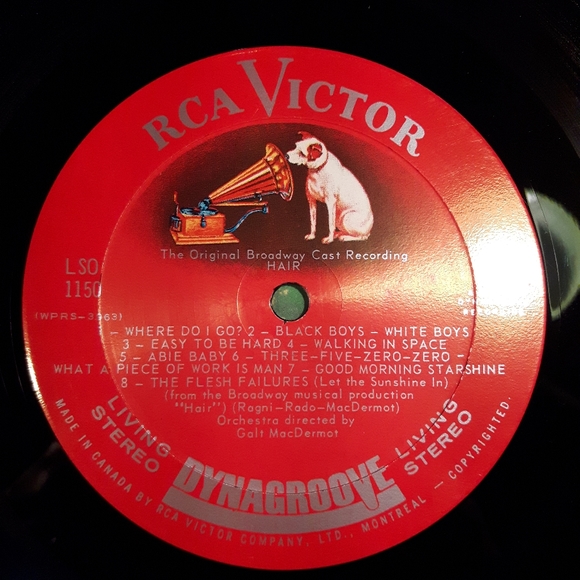 RCA VICTOR
The Original Broadway Cast Recording
HAIR
LSO
1150
(WPRS-3963)
- WHERE DO I GO? 2 - BLACK BOYS - WHITE BOYS
3 - EASY TO BE HARD 4 - WALKING IN SPACE
5 - ABIE BABY 6 - THREE-FIVE-ZERO-ZERO -
WHAT A PIECE OF WORK IS MAN 7 - GOOD MORNING STARSHINE
8 - THE FLESH FAILURES (Let the Sunshine In)
(from the Broadway musical production
"Hair") (Ragni-Rado-MacDermot)
Orchestra directed by
Galt MacDermot
LIVING
STEREO
DYNAGROOVE
LIVING
STEREO
MADE IN CANADA BY RCA VICTOR COMPANY, LTD., MONTREAL - COPYRIGHTED.